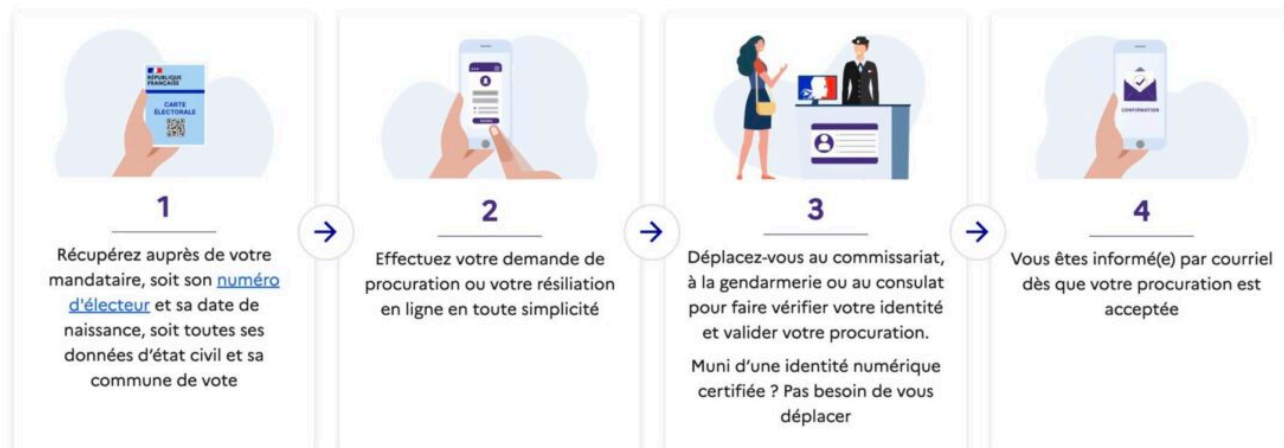 RÉPUBLIQUE
FRANÇAISE
CARTE
ÉLECTORALE
1
Récupérez auprès de votre
mandataire, soit son numéro
d'électeur et sa date de
naissance, soit toutes ses
données d'état civil et sa
commune de vote
2
Effectuez votre demande de
procuration ou votre résiliation
en ligne en toute simplicité
3
Déplacez-vous au commissariat,
à la gendarmerie ou au consulat
pour faire vérifier votre identité
et valider votre procuration.
Muni d'une identité numérique
certifiée ? Pas besoin de vous
déplacer
CONFIRMATION
4
Vous êtes informé(e) par courriel
dès que votre procuration est
acceptée